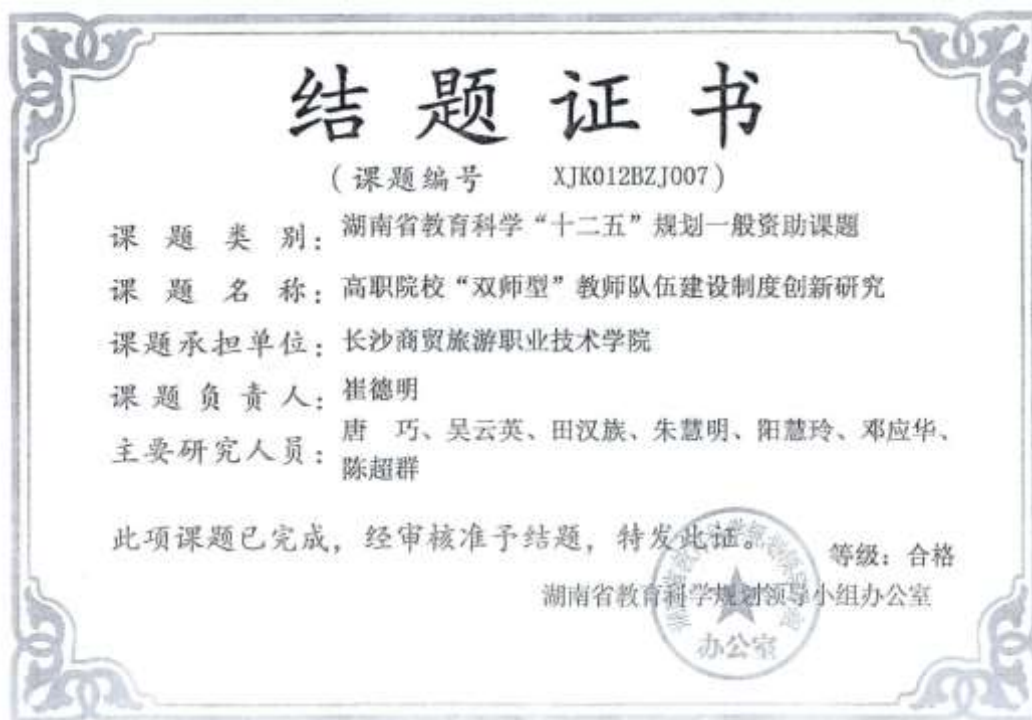 结题证书
(课题编号 XJK012BZJ007)
课题类别：湖南省教育科学“十二五”规划一般资助课题
课题名称：高职院校“双师型”教师队伍建设制度创新研究
课题承担单位：长沙商贸旅游职业技术学院
课题负责人：崔德明
主要研究人员：唐 巧、吴云英、田汉族、朱慧明、阳慧玲、邓应华、
陈超群
此项课题已完成，经审核准予结题，特发此证。
等级：合格
湖南省教育科学规划领导小组办公室
办公室